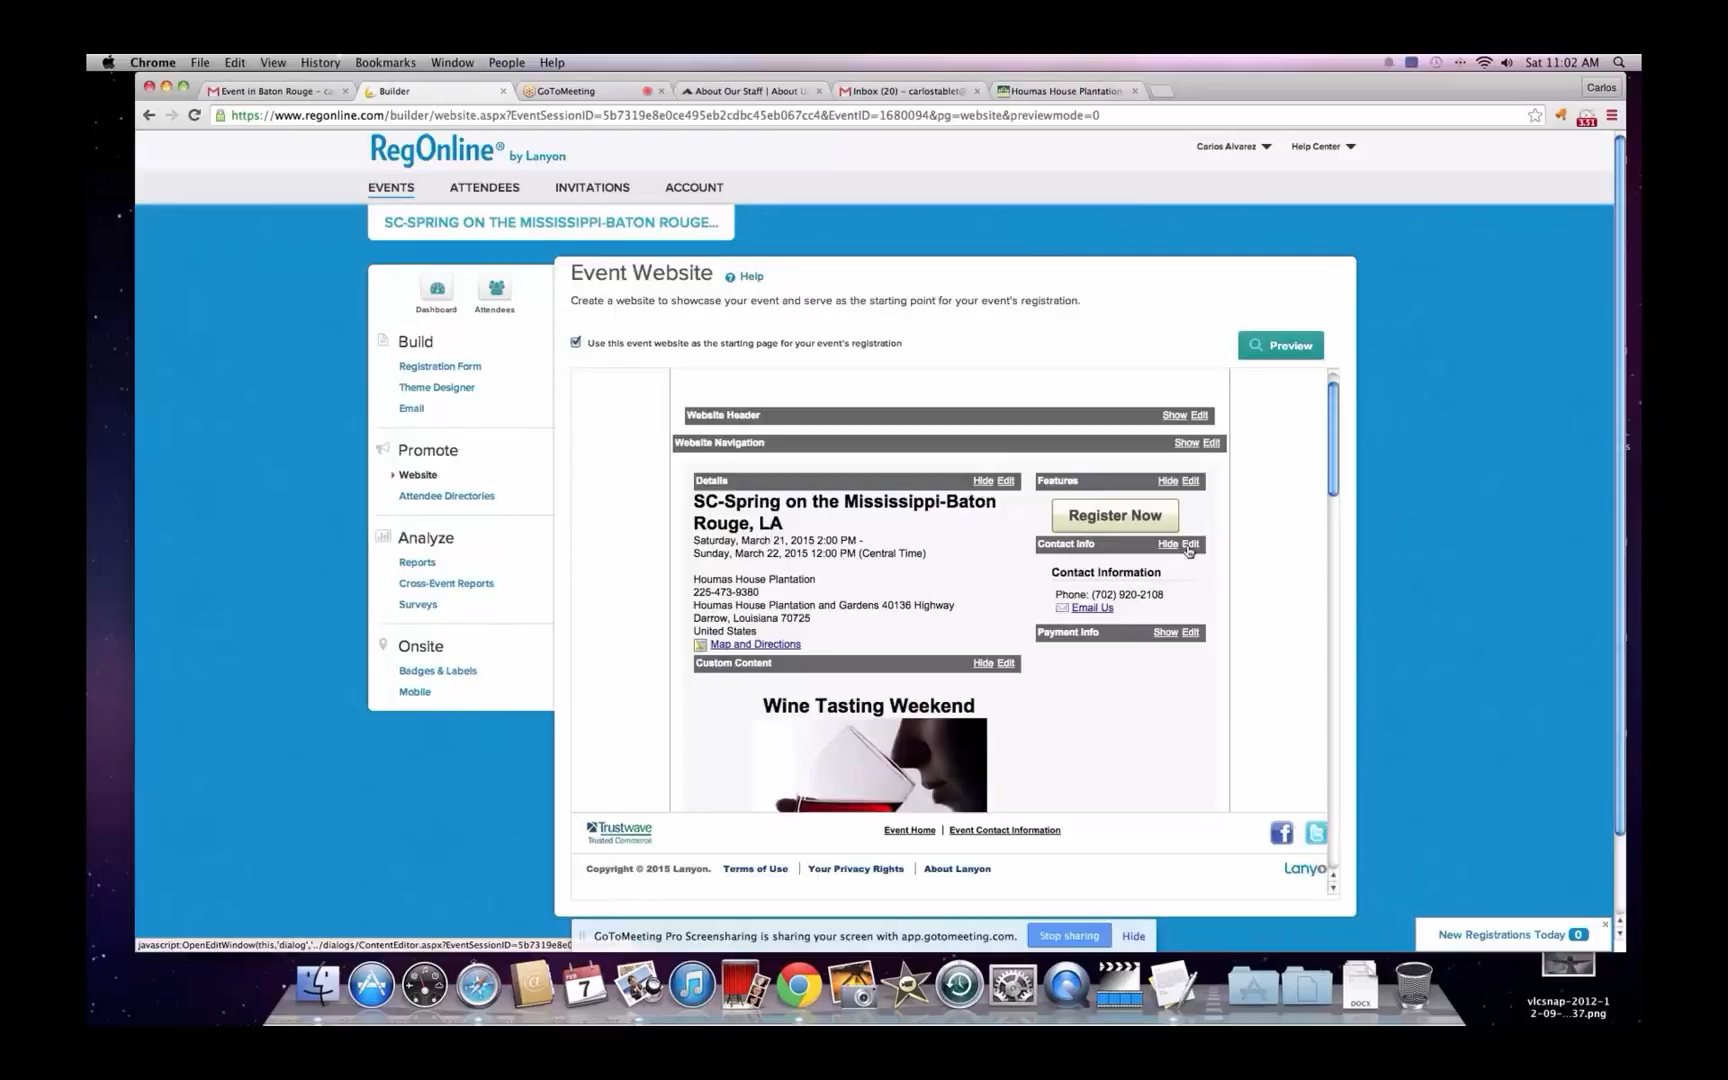 Chrome File Edit View History Bookmarks Window People Help Sat 11:02 AM
Event in Baton Rouge - ca Builder GoToMeeting About Our Staff | About U Inbox (20) - carlostablet@ Houmas House Plantation Carlos
https://www.regonline.com/builder/website.aspx?EventSessionID=5b7319e8e0ce495eb2cdbc45eb067cc4&EventID=1680094&pg=website&previewmode=0
3.51
RegOnline® by Lanyon
Carlos Alvarez Help Center
EVENTS ATTENDEES INVITATIONS ACCOUNT
SC-SPRING ON THE MISSISSIPPI-BATON ROUGE...
Dashboard Attendees
Build
Registration Form
Theme Designer
Email
Promote
Website
Attendee Directories
Analyze
Reports
Cross-Event Reports
Surveys
Onsite
Badges & Labels
Mobile
Event Website ? Help
Create a website to showcase your event and serve as the starting point for your event's registration.
Use this event website as the starting page for your event's registration
Preview
Website Header Show Edit
Website Navigation Show Edit
Details Hide Edit
SC-Spring on the Mississippi-Baton
Rouge, LA
Saturday, March 21, 2015 2:00 PM -
Sunday, March 22, 2015 12:00 PM (Central Time)
Houmas House Plantation
225-473-9380
Houmas House Plantation and Gardens 40136 Highway
Darrow, Louisiana 70725
United States
Map and Directions
Custom Content Hide Edit
Wine Tasting Weekend
Features Hide Edit
Register Now
Contact Info Hide Edit
Contact Information
Phone: (702) 920-2108
Email Us
Payment Info Show Edit
Trustwave
Trusted Commerce
Event Home | Event Contact Information
f t
Copyright © 2015 Lanyon. Terms of Use | Your Privacy Rights | About Lanyon
Lanyo
javascript:OpenEditWindow(this,'dialog','../dialogs/ContentEditor.aspx?EventSessionID=5b7319e8e0
GoToMeeting Pro Screensharing is sharing your screen with app.gotomeeting.com. Stop sharing Hide
New Registrations Today 0
FEB
7
DOCX
vlcsnap-2012-1
2-09-...37.png